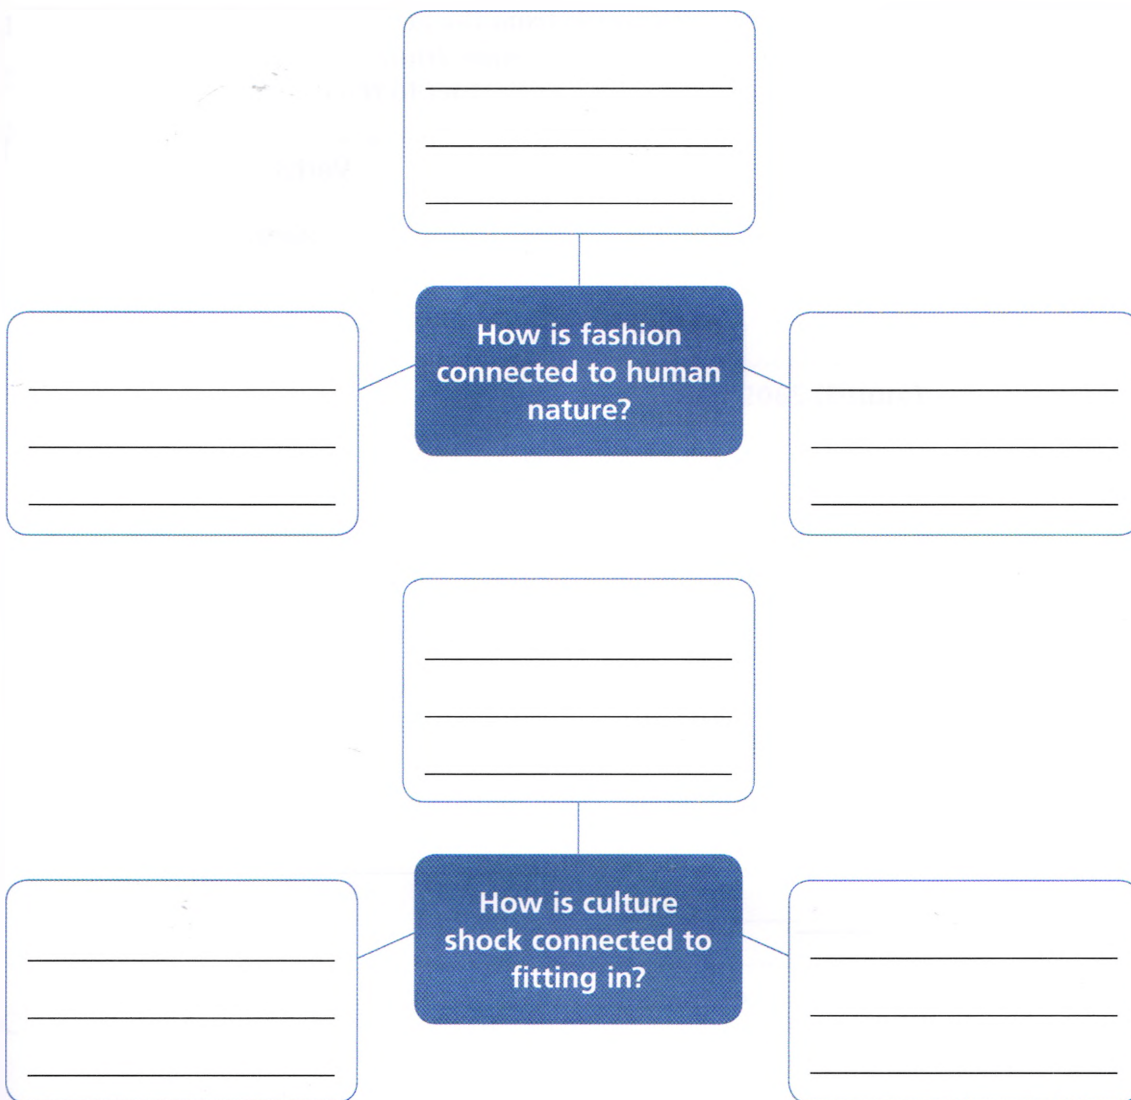 How is fashion
connected to human
nature?
How is culture
shock connected to
fitting in?